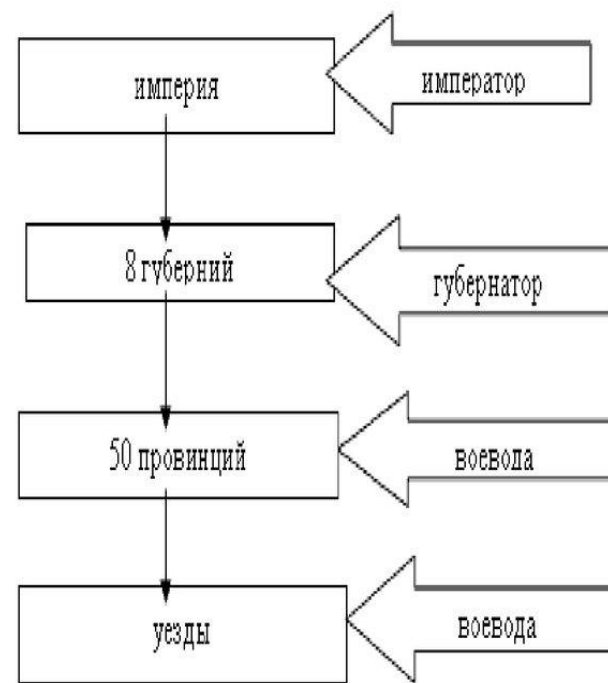 империя
император
8 губерний
губернатор
50 провинций
воевода
уезды
воевода